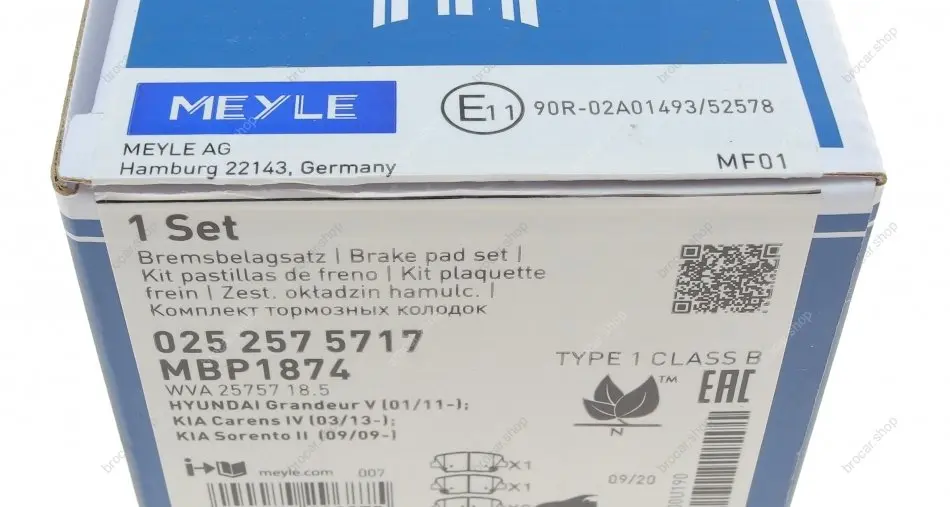 MEYLE
E11
90R-02A01493/52578
MEYLE AG
Hamburg 22143, Germany
MF01
1 Set
Bremsbelagsatz | Brake pad set |
Kit pastillas de freno | Kit plaquette
frein | Zest. okładzin hamulc. |
Комплект тормозных колодок
025 257 5717
MBP1874
WVA 25757 18.5
HYUNDAI Grandeur V (01/11-);
KIA Carens IV (03/13-);
KIA Sorento II (09/09-)
TYPE 1 CLASS B
TM
N
EAC
meyle.com 007
X1
X1
09/20
brocar.shop